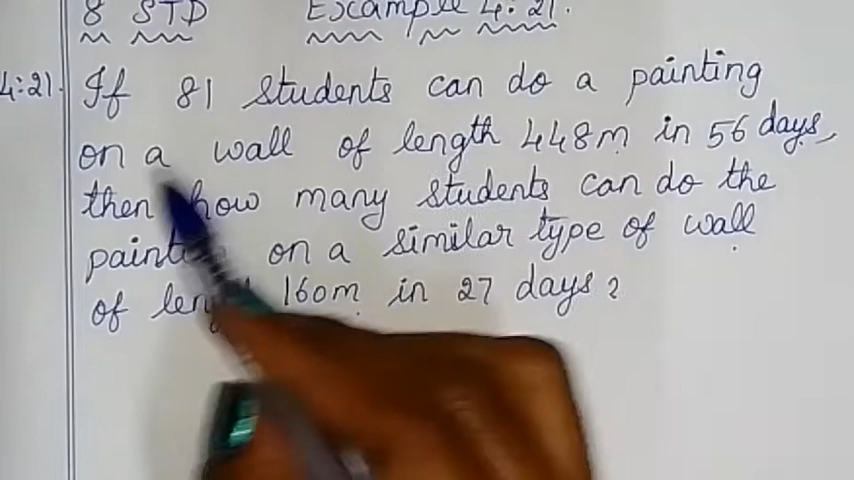 8 STD Example 4:21.
4:21. If 81 students can do a painting
on a wall of length 448m in 56 days,
then how many students can do the
on a similar type of wall
of 160m in 27 days?